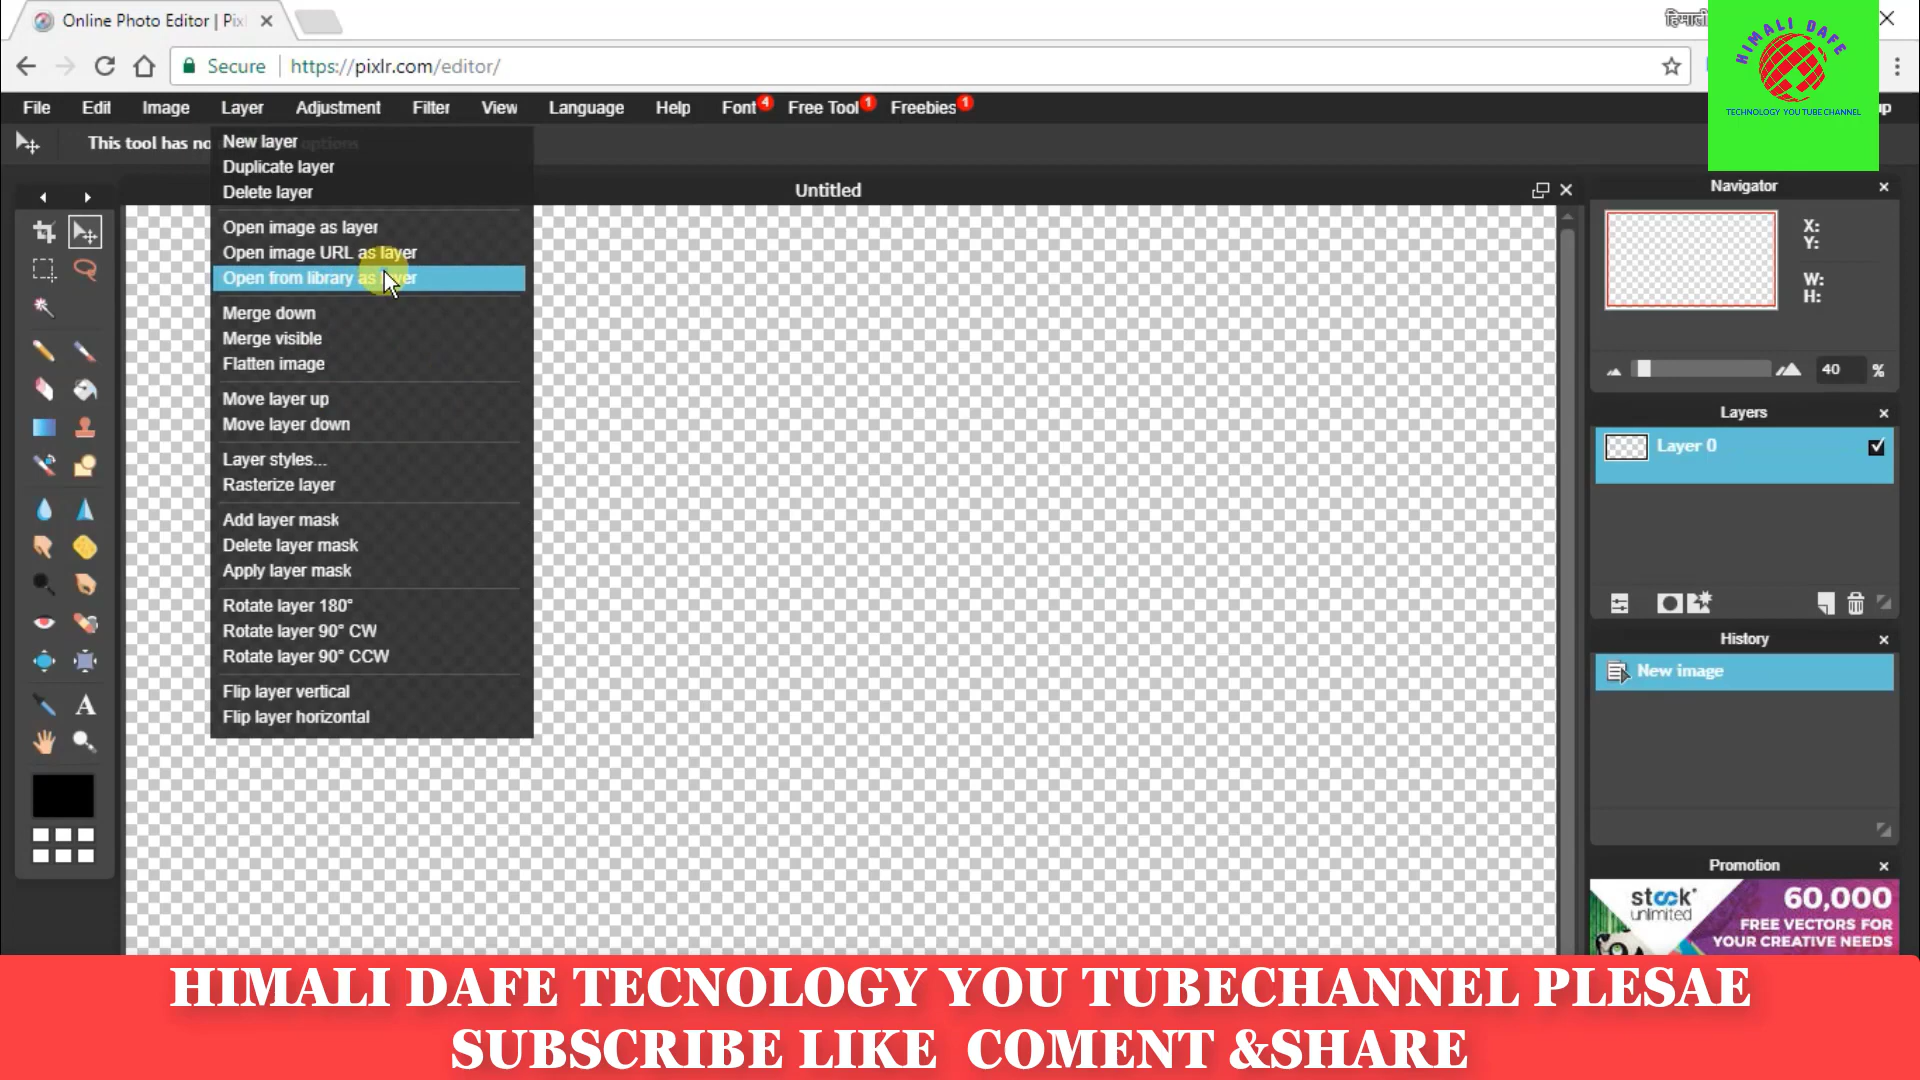 Online Photo Editor | Pix
हिमाली
HIMALI DAFE
TECHNOLOGY YOU TUBE CHANNEL
Secure https://pixlr.com/editor/
File Edit Image Layer Adjustment Filter View Language Help Font 4 Free Tool 1 Freebies 1
This tool has no options
New layer
Duplicate layer
Delete layer
Open image as layer
Open image URL as layer
Open from library as layer
Merge down
Merge visible
Flatten image
Move layer up
Move layer down
Layer styles...
Rasterize layer
Add layer mask
Delete layer mask
Apply layer mask
Rotate layer 180°
Rotate layer 90° CW
Rotate layer 90° CCW
Flip layer vertical
Flip layer horizontal
Untitled
Navigator
X:
Y:
W:
H:
40 %
Layers
Layer 0
History
New image
Promotion
stock
unlimited
60,000
FREE VECTORS FOR
YOUR CREATIVE NEEDS
HIMALI DAFE TECNOLOGY YOU TUBECHANNEL PLESAE
SUBSCRIBE LIKE COMENT &SHARE